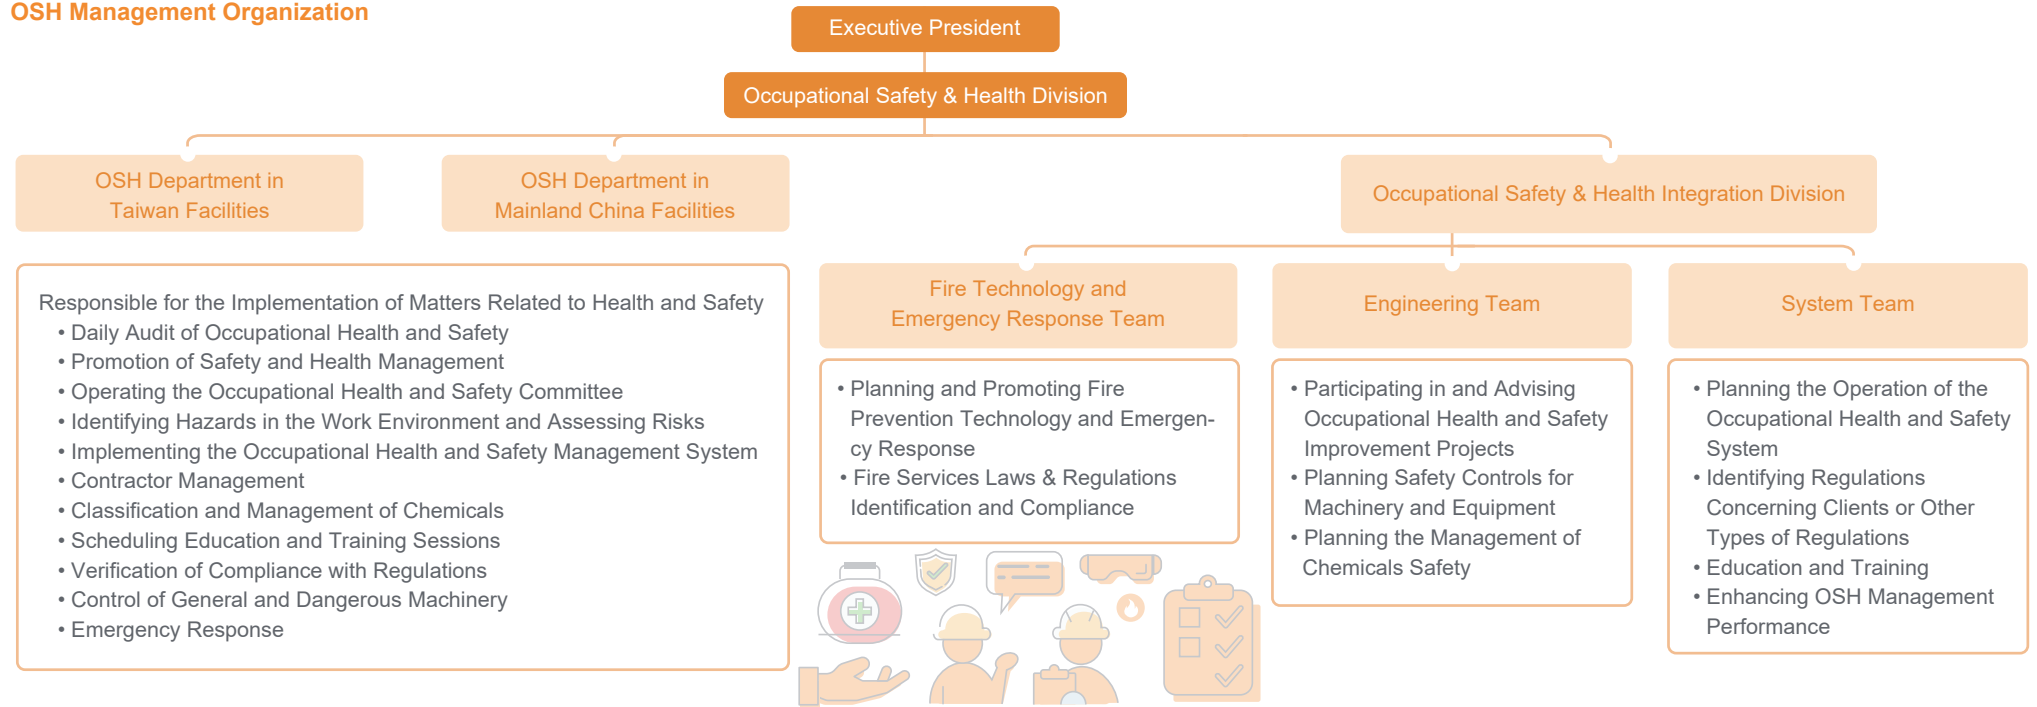 OSH Management Organization
Executive President
Occupational Safety & Health Division
OSH Department in
Taiwan Facilities
OSH Department in
Mainland China Facilities
Occupational Safety & Health Integration Division
Responsible for the Implementation of Matters Related to Health and Safety
• Daily Audit of Occupational Health and Safety
• Promotion of Safety and Health Management
• Operating the Occupational Health and Safety Committee
• Identifying Hazards in the Work Environment and Assessing Risks
• Implementing the Occupational Health and Safety Management System
• Contractor Management
• Classification and Management of Chemicals
• Scheduling Education and Training Sessions
• Verification of Compliance with Regulations
• Control of General and Dangerous Machinery
• Emergency Response
Fire Technology and
Emergency Response Team
• Planning and Promoting Fire
Prevention Technology and Emergen-
cy Response
• Fire Services Laws & Regulations
Identification and Compliance
Engineering Team
• Participating in and Advising
Occupational Health and Safety
Improvement Projects
• Planning Safety Controls for
Machinery and Equipment
• Planning the Management of
Chemicals Safety
System Team
• Planning the Operation of the
Occupational Health and Safety
System
• Identifying Regulations
Concerning Clients or Other
Types of Regulations
• Education and Training
• Enhancing OSH Management
Performance